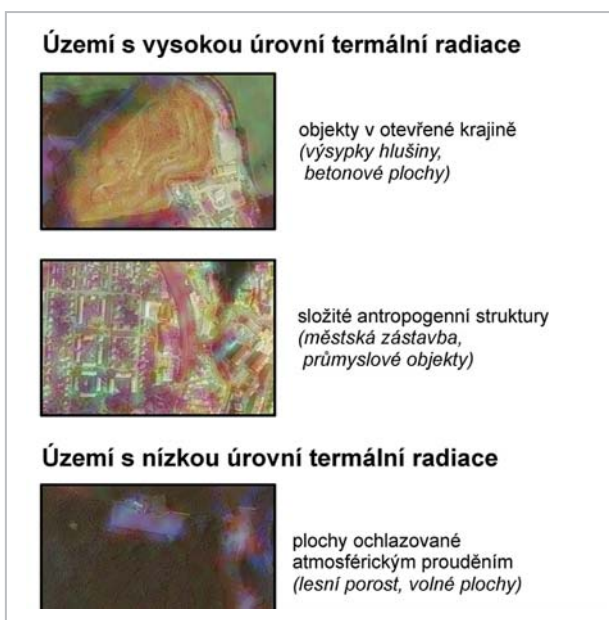 Území s vysokou úrovní termální radiace
objekty v otevřené krajině
(výsypky hlušiny,
betonové plochy)
složité antropogenní struktury
(městská zástavba,
průmyslové objekty)
Území s nízkou úrovní termální radiace
plochy ochlazované
atmosférickým prouděním
(lesní porost, volné plochy)